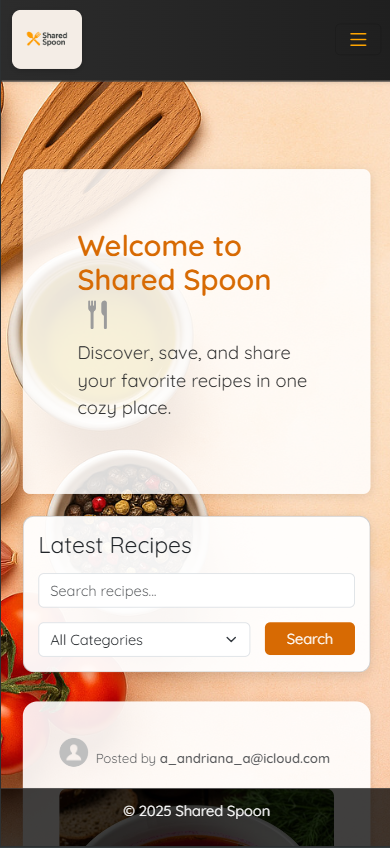 Shared
Spoon
Welcome to
Shared Spoon
Discover, save, and share
your favorite recipes in one
cozy place.
Latest Recipes
Search recipes...
All Categories
Search
Posted by a_andriana_a@icloud.com
© 2025 Shared Spoon